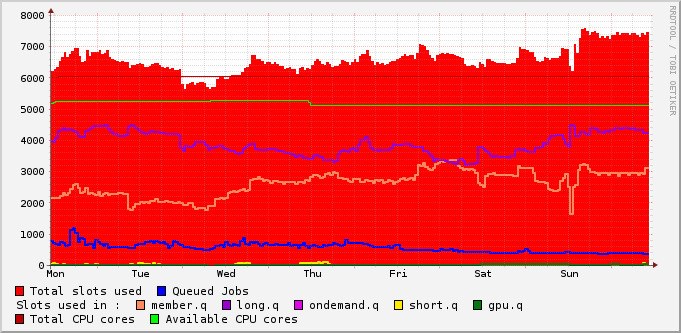 8000
7000
6000
5000
4000
3000
2000
1000
0
Mon Tue Wed Thu Fri Sat Sun
RRDTOOL / TOBI OETIKER
Total slots used Queued Jobs
Slots used in : member.q long.q ondemand.q short.q gpu.q
Total CPU cores Available CPU cores